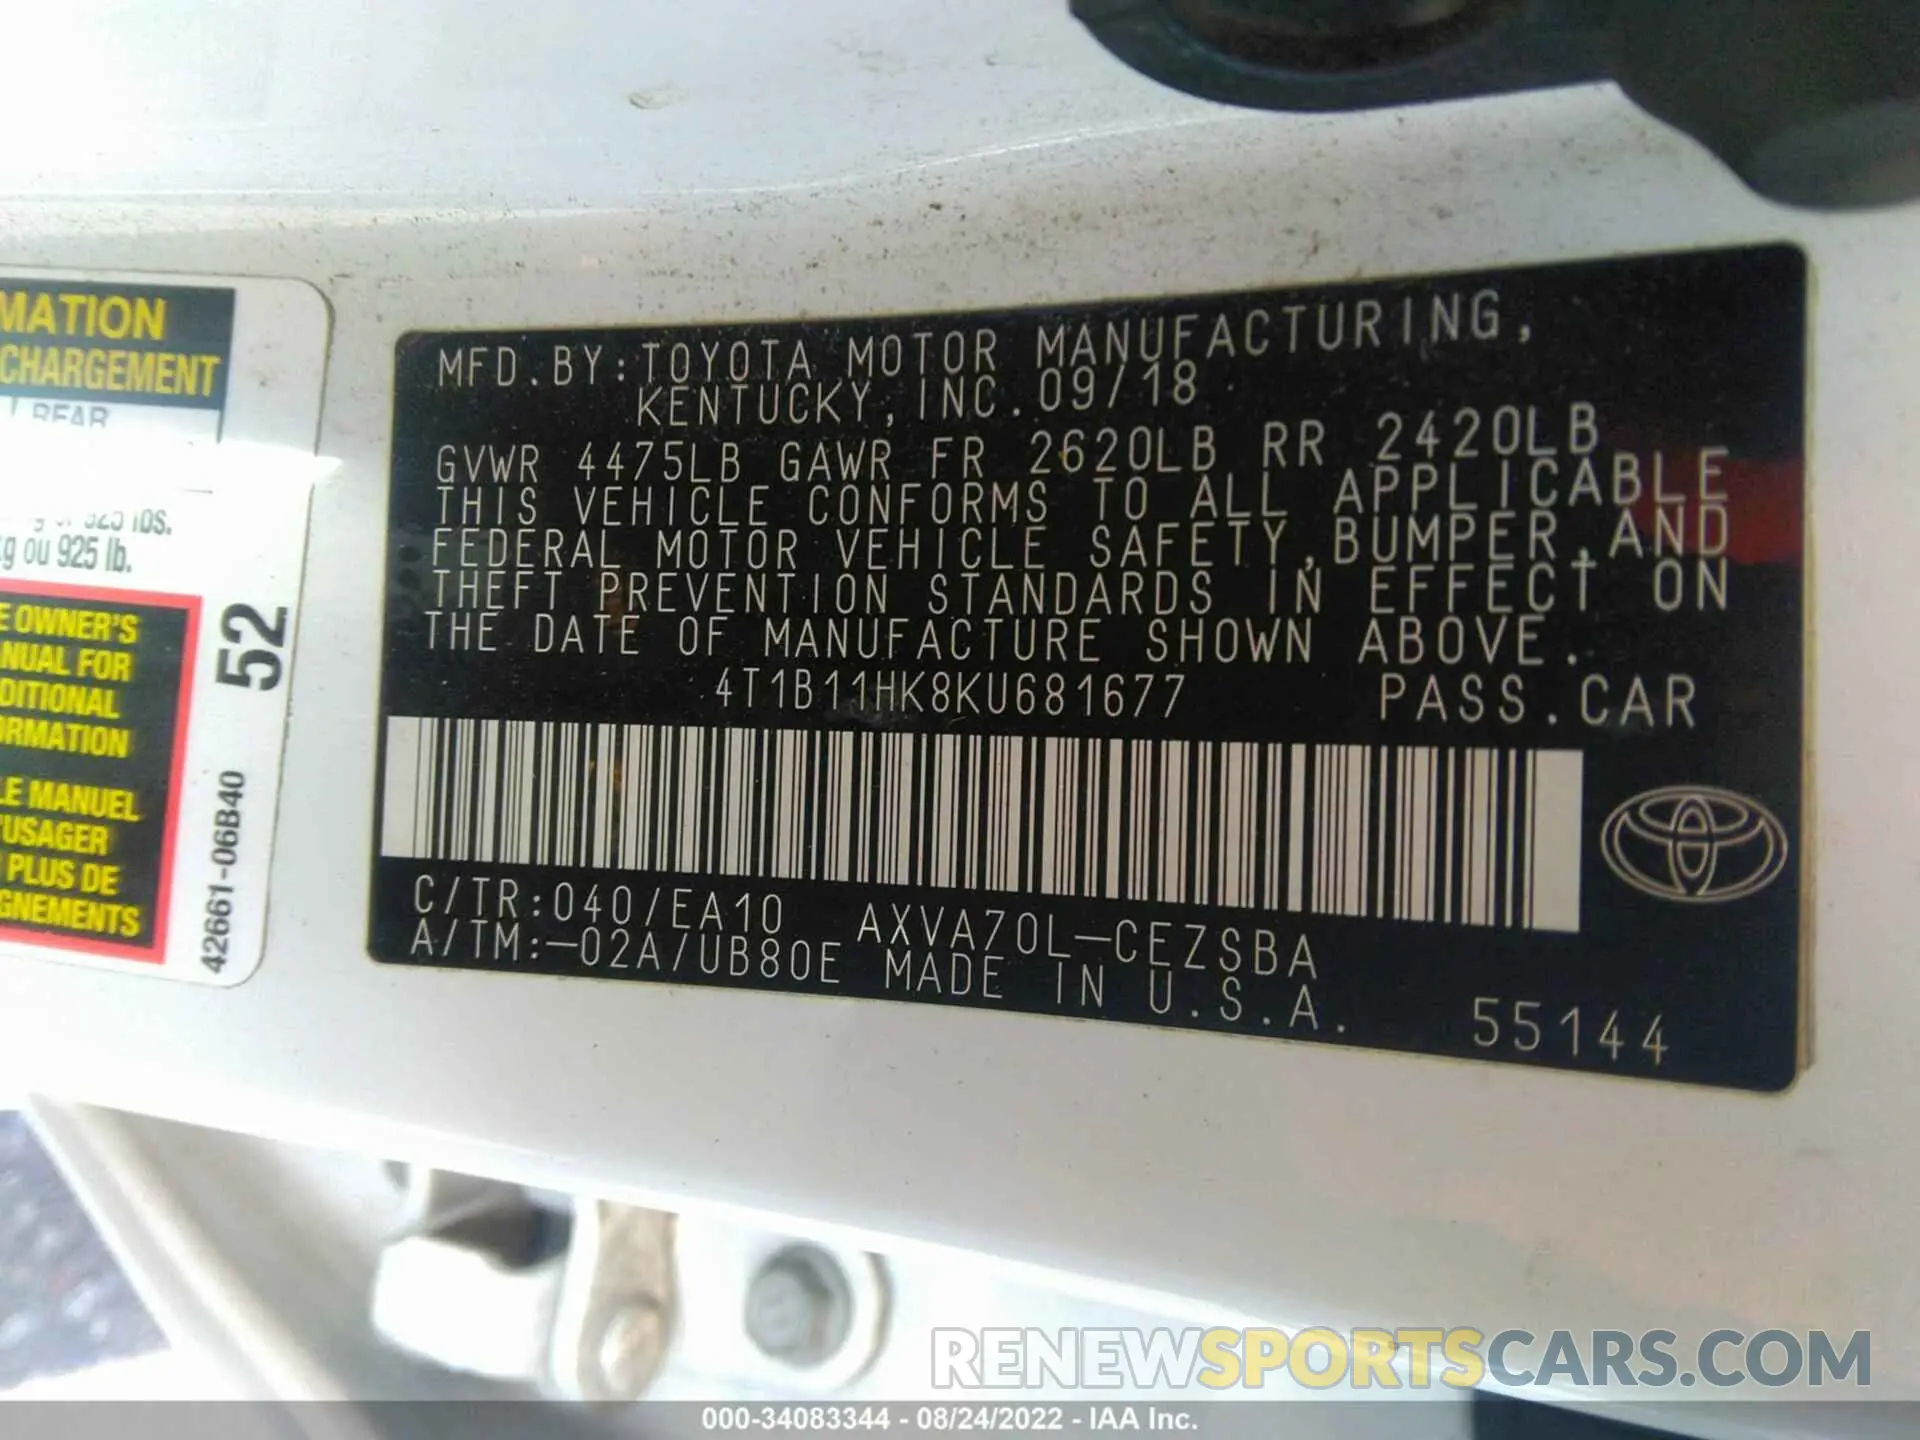 MATION
CHARGEMENT
REAR
925 lbs.
kg ou 925 lb.
E OWNER'S
NUAL FOR
DITIONAL
ORMATION
LE MANUEL
'USAGER
PLUS DE
GNEMENTS
52
42661-06B40
MFD.BY:TOYOTA MOTOR MANUFACTURING,
KENTUCKY,INC.09/18
GVWR 4475LB GAWR FR 2620LB RR 2420LB
THIS VEHICLE CONFORMS TO ALL APPLICABLE
FEDERAL MOTOR VEHICLE SAFETY,BUMPER,AND
THEFT PREVENTION STANDARDS IN EFFECT ON
THE DATE OF MANUFACTURE SHOWN ABOVE.
4T1B11HK8KU681677 PASS.CAR
C/TR:040/EA10 AXVA70L-CEZSBA
A/TM:-02A/UB80E MADE IN U.S.A.
55144
RENEWSPORTSCARS.COM
000-34083344 - 08/24/2022 - IAA Inc.